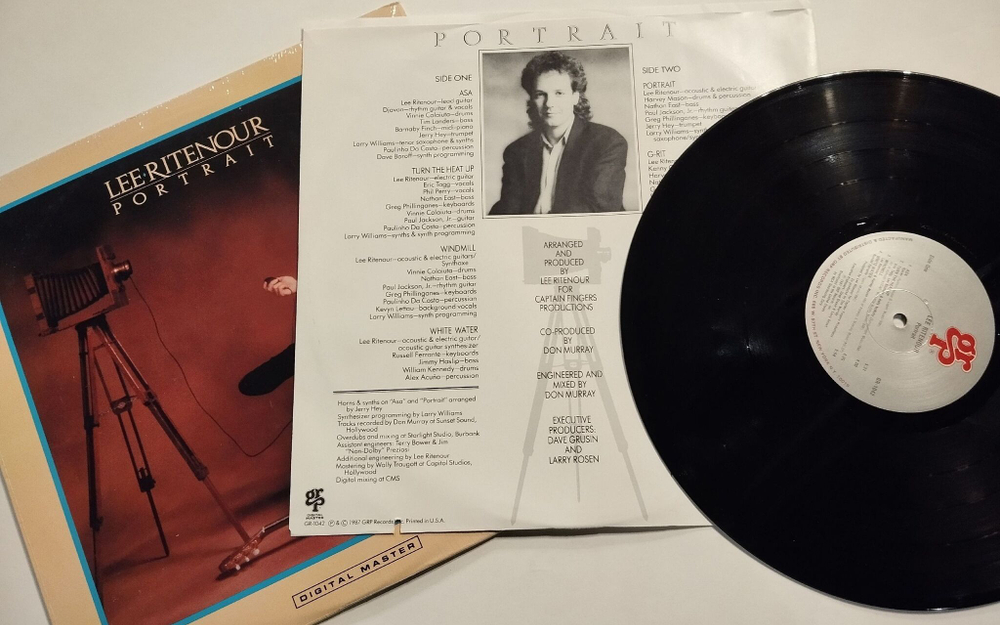 LEE RITENOUR
PORTRAIT
DIGITAL MASTER
PORTRAIT
SIDE ONE
ASA
Lee Ritenour—lead guitar
Djavan—rhythm guitar & vocals
Vinnie Colaiuta—drums
Tim Landers—bass
Barnaby Finch—midi piano
Jerry Hey—trumpet
Larry Williams—tenor saxophone & synths
Paulinho Da Costa—percussion
Dave Boroff—synth programming
TURN THE HEAT UP
Lee Ritenour—electric guitar
Eric Tagg—vocals
Phil Perry—vocals
Nathan East—bass
Greg Phillinganes—keyboards
Vinnie Colaiuta—drums
Paul Jackson, Jr.—guitar
Paulinho Da Costa—percussion
Larry Williams—synths & synth programming
WINDMILL
Lee Ritenour—acoustic & electric guitars/
Synthaxe
Vinnie Colaiuta—drums
Nathan East—bass
Paul Jackson, Jr.—rhythm guitar
Greg Phillinganes—keyboards
Paulinho Da Costa—percussion
Kevyn Lettau—background vocals
Larry Williams—synths
WHITE WATER
Lee Ritenour—acoustic & electric guitar/
acoustic guitar synthesizer
Russell Ferrante—keyboards
Jimmy Haslip—bass
William Kennedy—drums
Alex Acuña—percussion
Horns & synths on "Asa" and "Portrait" arranged
by Jerry Hey
Synthesizer programming by Larry Williams
Tracks recorded by Don Murray at Sunset Sound,
Hollywood
Overdubs and mixing at Starlight Studio, Burbank
Assistant engineers: Terry Bower & Jim
"Non-Dolby" Preziosi
Additional engineering by Lee Ritenour
Mastering by Wally Traugott at Capitol Studios,
Hollywood
Digital mixing at CMS
grp
DIGITAL MASTER
GR-1042 Ⓟ & © 1987 GRP Records Printed in U.S.A.
ARRANGED
AND
PRODUCED
BY
LEE RITENOUR
FOR
CAPTAIN FINGERS
PRODUCTIONS
CO-PRODUCED
BY
DON MURRAY
ENGINEERED AND
MIXED BY
DON MURRAY
EXECUTIVE
PRODUCERS:
DAVE GRUSIN
AND
LARRY ROSEN
SIDE TWO
PORTRAIT
Lee Ritenour—acoustic & electric
Harvey Mason—drums & percussion
Nathan East—bass
Paul Jackson, Jr.—rhythm
Greg Phillinganes—
Jerry Hey—trumpet
Larry Williams—
saxophone/
G-RIT
Lee
Kenny
grp
LEE RITENOUR
Portrait